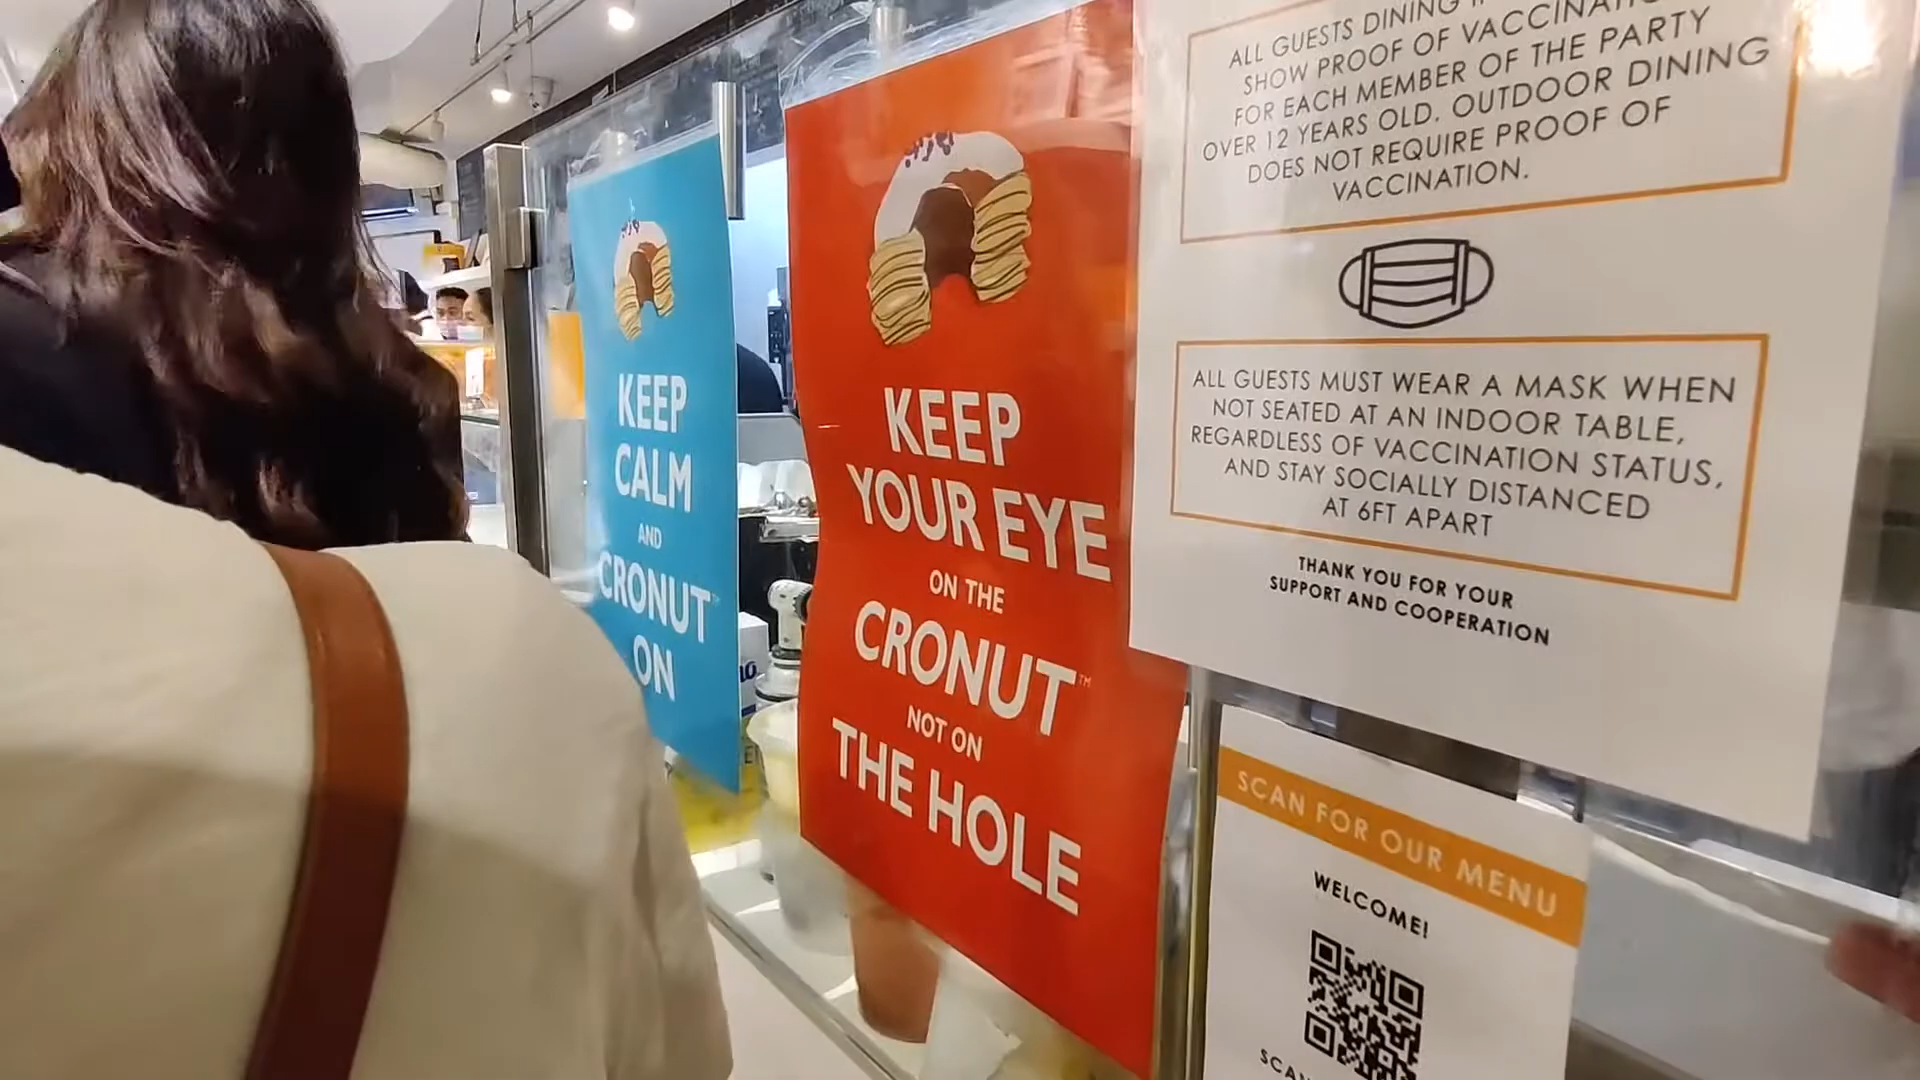 KEEP
CALM
AND
CRONUT™
ON
KEEP
YOUR EYE
ON THE
CRONUT™
NOT ON
THE HOLE
ALL GUESTS DINING
SHOW PROOF OF
FOR EACH MEMBER OF THE PARTY
OVER 12 YEARS OLD. OUTDOOR DINING
DOES NOT REQUIRE PROOF OF
VACCINATION.
ALL GUESTS MUST WEAR A MASK WHEN
NOT SEATED AT AN INDOOR TABLE,
REGARDLESS OF VACCINATION STATUS,
AND STAY SOCIALLY DISTANCED
AT 6FT APART
THANK YOU FOR YOUR
SUPPORT AND COOPERATION
SCAN FOR OUR MENU
WELCOME!